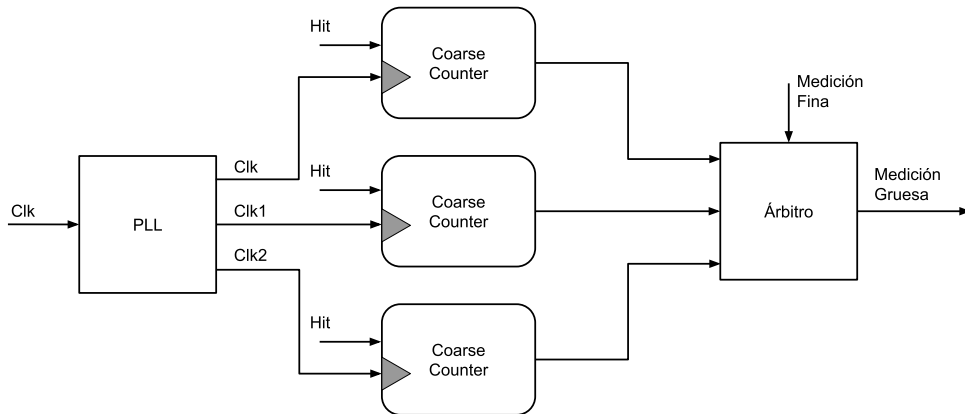 Hit
Coarse
Counter
Medición
Fina
Clk
PLL
Clk
Clk1
Clk2
Hit
Coarse
Counter
Árbitro
Medición
Gruesa
Hit
Coarse
Counter